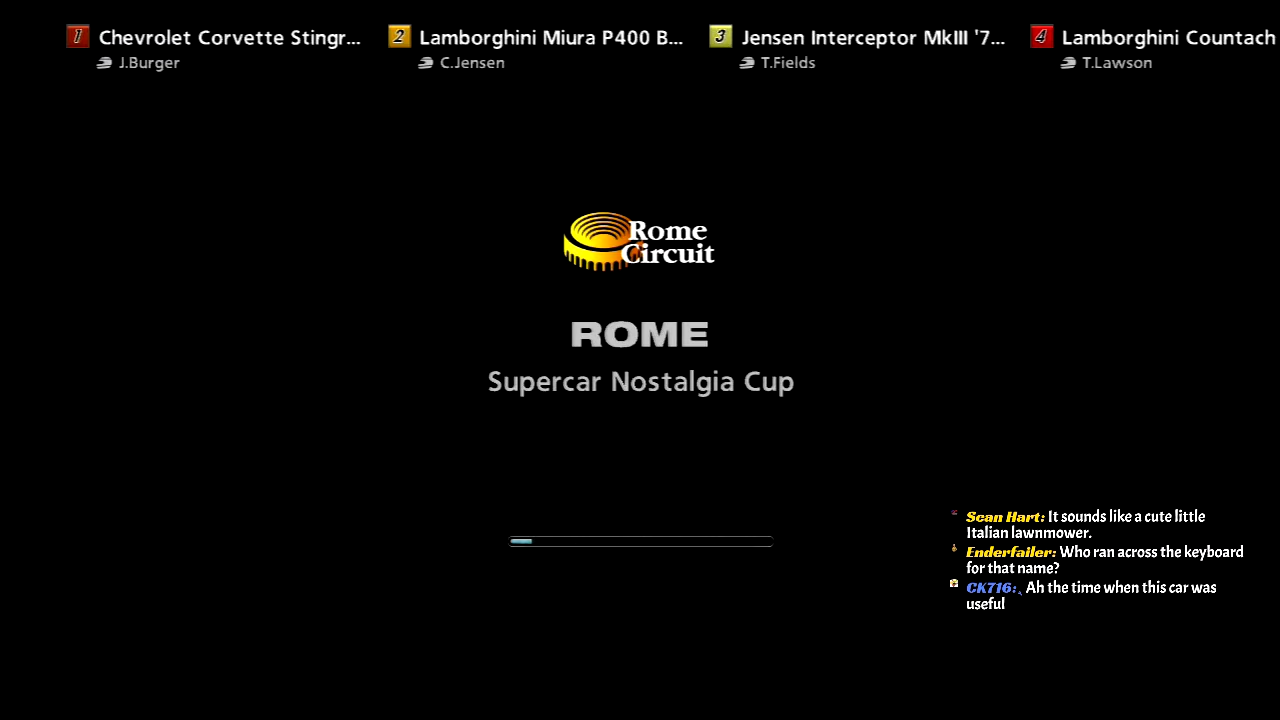 1 Chevrolet Corvette Stingr...
J.Burger
2 Lamborghini Miura P400 B...
C.Jensen
3 Jensen Interceptor MkIII '7...
T.Fields
4 Lamborghini Countach
T.Lawson
Rome
Circuit
ROME
Supercar Nostalgia Cup
Sean Hart: It sounds like a cute little
Italian lawnmower.
Enderfailer: Who ran across the keyboard
for that name?
CK716: Ah the time when this car was
useful